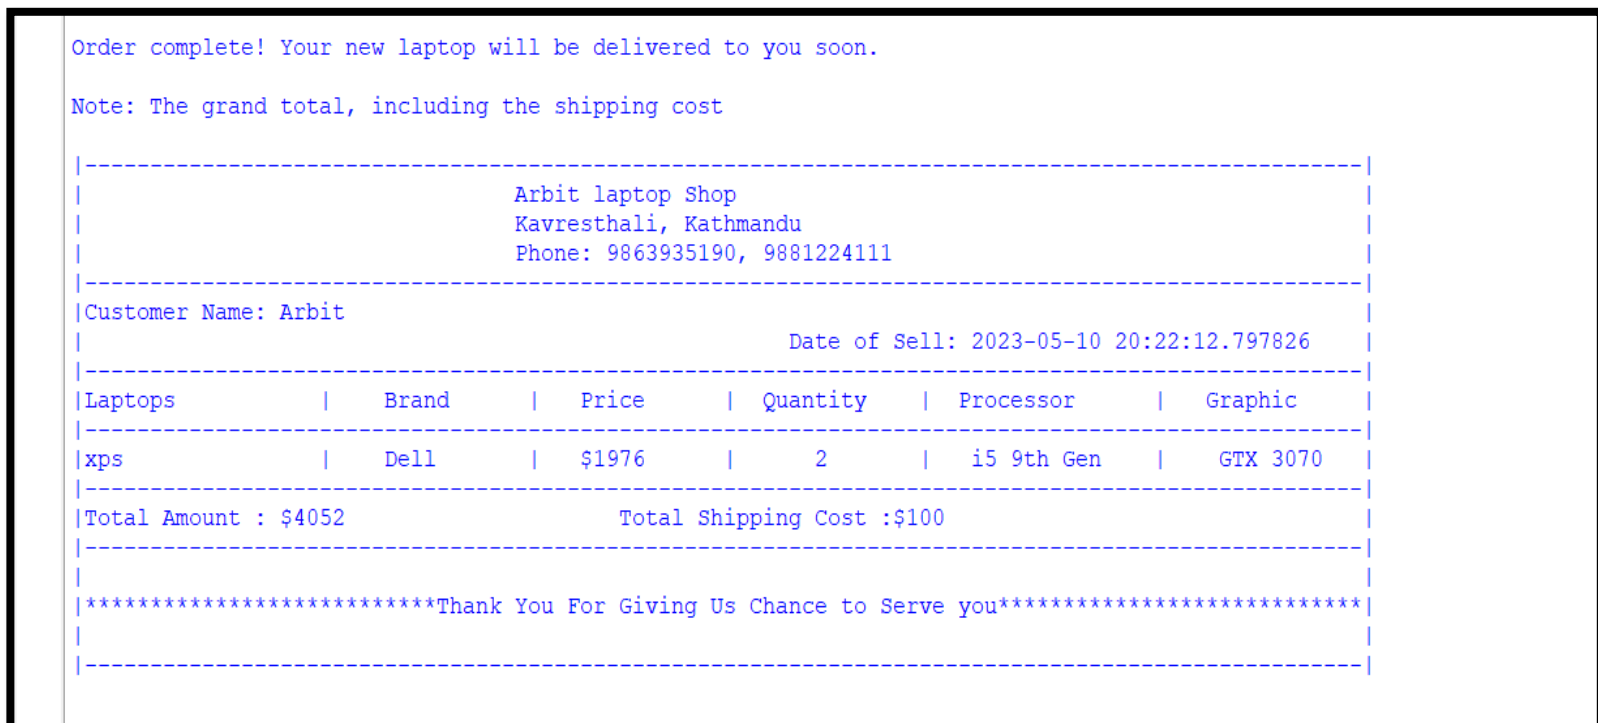 Order complete! Your new laptop will be delivered to you soon.
Note: The grand total, including the shipping cost
|--------------------------------------------------------------------------------------------------|
| Arbit laptop Shop |
| Kavresthali, Kathmandu |
| Phone: 9863935190, 9881224111 |
|--------------------------------------------------------------------------------------------------|
|Customer Name: Arbit |
| Date of Sell: 2023-05-10 20:22:12.797826 |
|--------------------------------------------------------------------------------------------------|
|Laptops | Brand | Price | Quantity | Processor | Graphic |
|--------------------------------------------------------------------------------------------------|
|xps | Dell | $1976 | 2 | i5 9th Gen | GTX 3070 |
|--------------------------------------------------------------------------------------------------|
|Total Amount : $4052 Total Shipping Cost :$100 |
|--------------------------------------------------------------------------------------------------|
| |
|***************************Thank You For Giving Us Chance to Serve you****************************|
| |
|--------------------------------------------------------------------------------------------------|